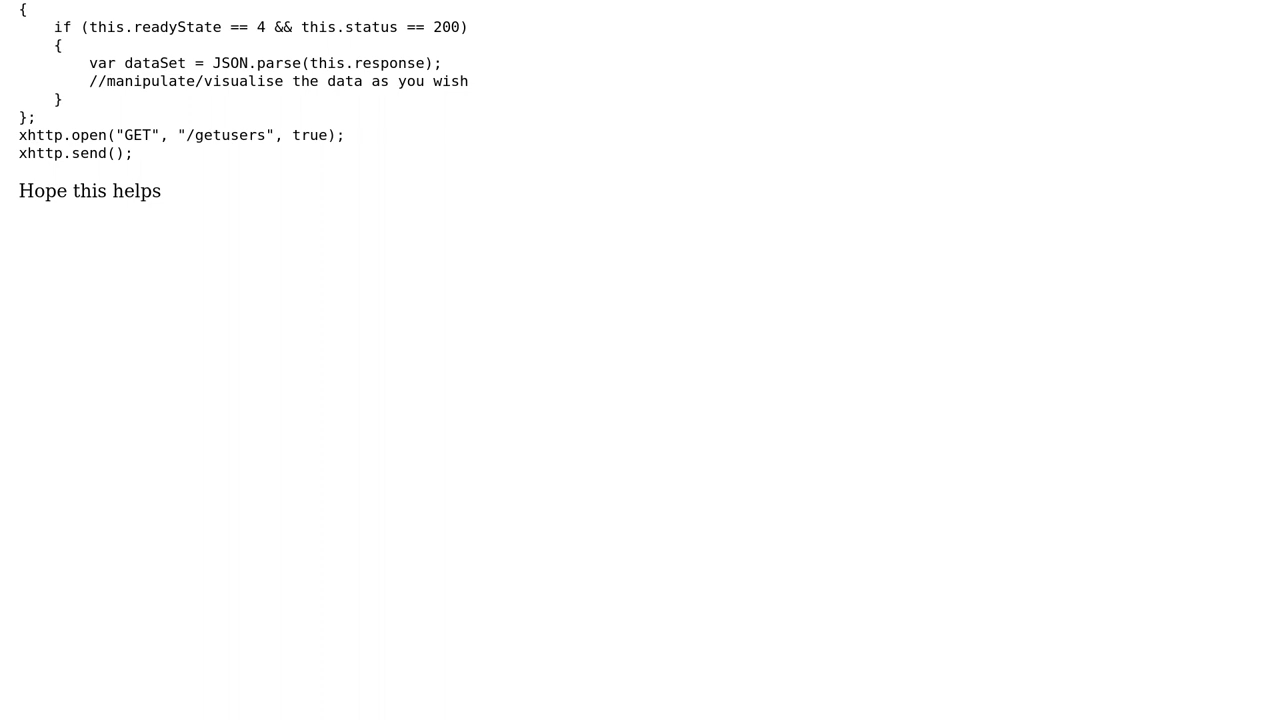 {
    if (this.readyState == 4 && this.status == 200)
    {
        var dataSet = JSON.parse(this.response);
        //manipulate/visualise the data as you wish
    }
};
xhttp.open("GET", "/getusers", true);
xhttp.send();
Hope this helps